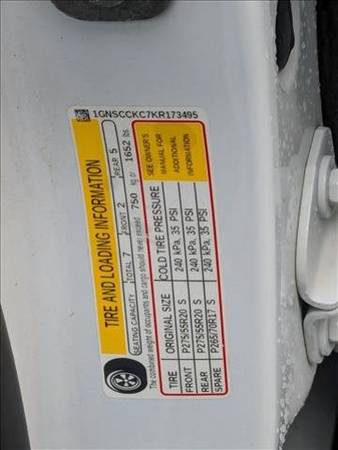 1GNSCCKC7KR173495
TIRE AND LOADING INFORMATION
SEATING CAPACITY TOTAL 7 FRONT 2 REAR 5
The combined weight of occupants and cargo should never exceed 750 kg or 1652 lbs.
TIRE ORIGINAL SIZE COLD TIRE PRESSURE
FRONT P275/55R20 S 240 kPa, 35 PSI
REAR P275/55R20 S 240 kPa, 35 PSI
SPARE P265/70R17 S 240 kPa, 35 PSI
SEE OWNER'S
MANUAL FOR
ADDITIONAL
INFORMATION